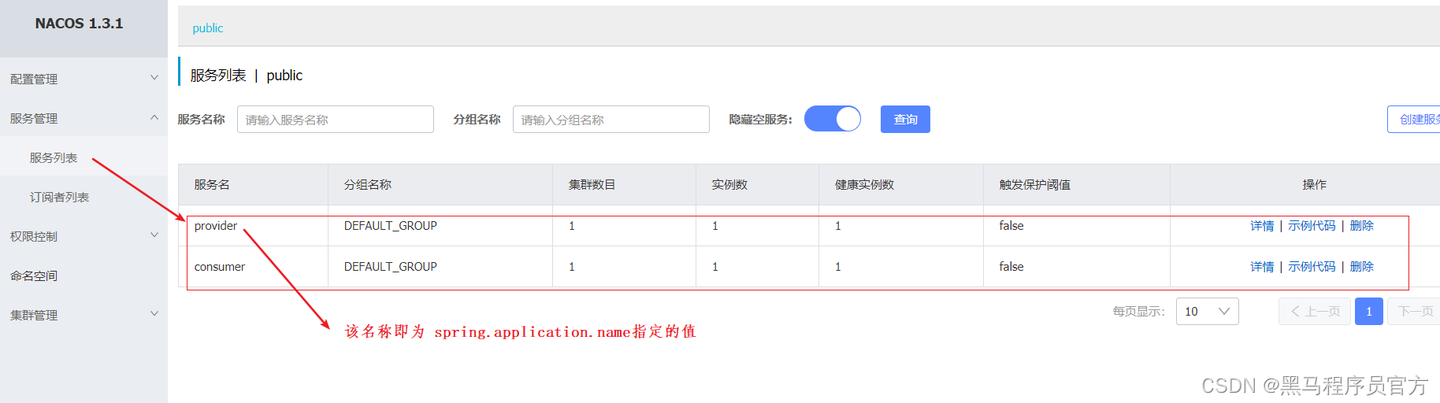 NACOS 1.3.1
public
配置管理
服务管理
服务列表
订阅者列表
权限控制
命名空间
集群管理
服务列表 | public
服务名称 请输入服务名称 分组名称 请输入分组名称 隐藏空服务: 查询 创建服务
服务名 分组名称 集群数目 实例数 健康实例数 触发保护阈值 操作
provider DEFAULT_GROUP 1 1 1 false 详情 | 示例代码 | 删除
consumer DEFAULT_GROUP 1 1 1 false 详情 | 示例代码 | 删除
每页显示: 10 < 上一页 1 下一页
该名称即为 spring.application.name指定的值
CSDN @黑马程序员官方